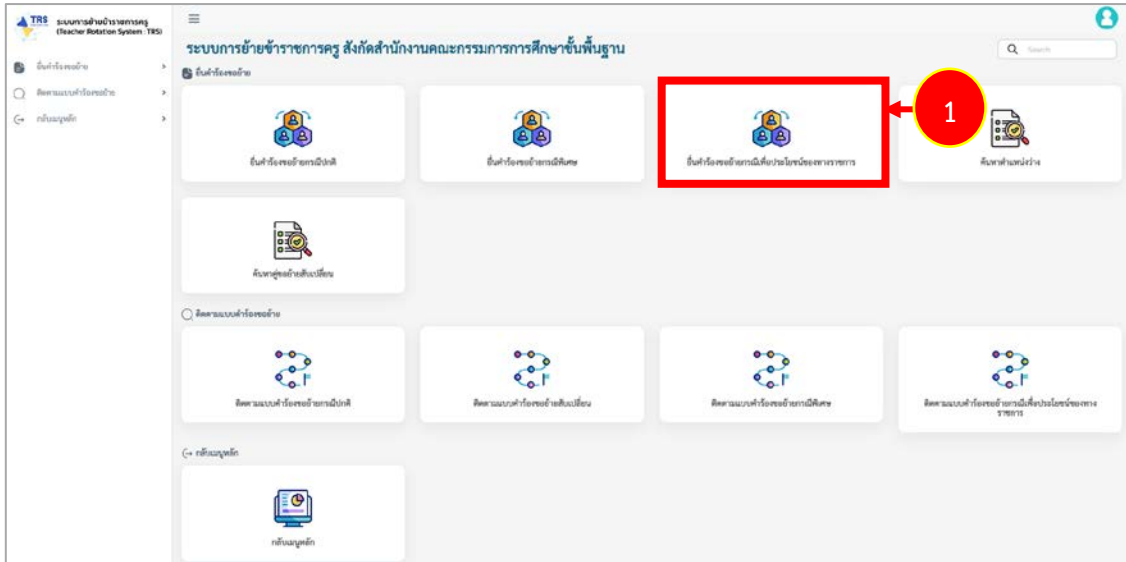 TRS ระบบการย้ายข้าราชการครู
(Teacher Rotation System : TRS)
ยื่นคำร้องขอย้าย
ติดตามแบบคำร้องขอย้าย
กลับเมนูหลัก
ระบบการย้ายข้าราชการครู สังกัดสำนักงานคณะกรรมการการศึกษาขั้นพื้นฐาน
Search
ยื่นคำร้องขอย้าย
1
ยื่นคำร้องขอย้ายกรณีปกติ
ยื่นคำร้องขอย้ายกรณีพิเศษ
ยื่นคำร้องขอย้ายกรณีเพื่อประโยชน์ของทางราชการ
ค้นหาตำแหน่งว่าง
ค้นหาคู่ขอย้ายสับเปลี่ยน
ติดตามแบบคำร้องขอย้าย
ติดตามแบบคำร้องขอย้ายกรณีปกติ
ติดตามแบบคำร้องขอย้ายสับเปลี่ยน
ติดตามแบบคำร้องขอย้ายกรณีพิเศษ
ติดตามแบบคำร้องขอย้ายกรณีเพื่อประโยชน์ของทาง
ราชการ
กลับเมนูหลัก
กลับเมนูหลัก